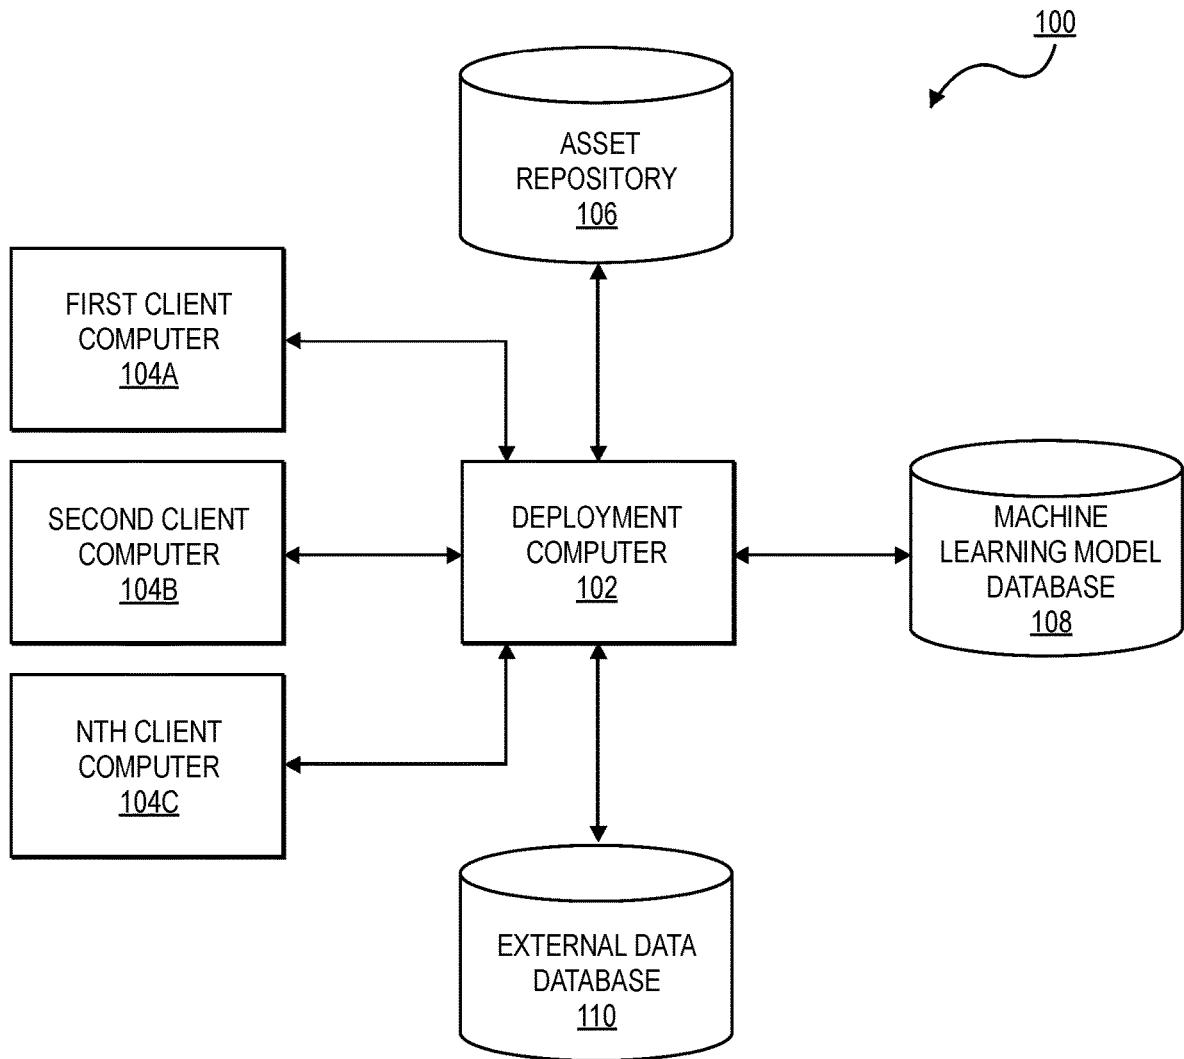 100
ASSET
REPOSITORY
106
FIRST CLIENT
COMPUTER
104A
SECOND CLIENT
COMPUTER
104B
DEPLOYMENT
COMPUTER
102
MACHINE
LEARNING MODEL
DATABASE
108
NTH CLIENT
COMPUTER
104C
EXTERNAL DATA
DATABASE
110